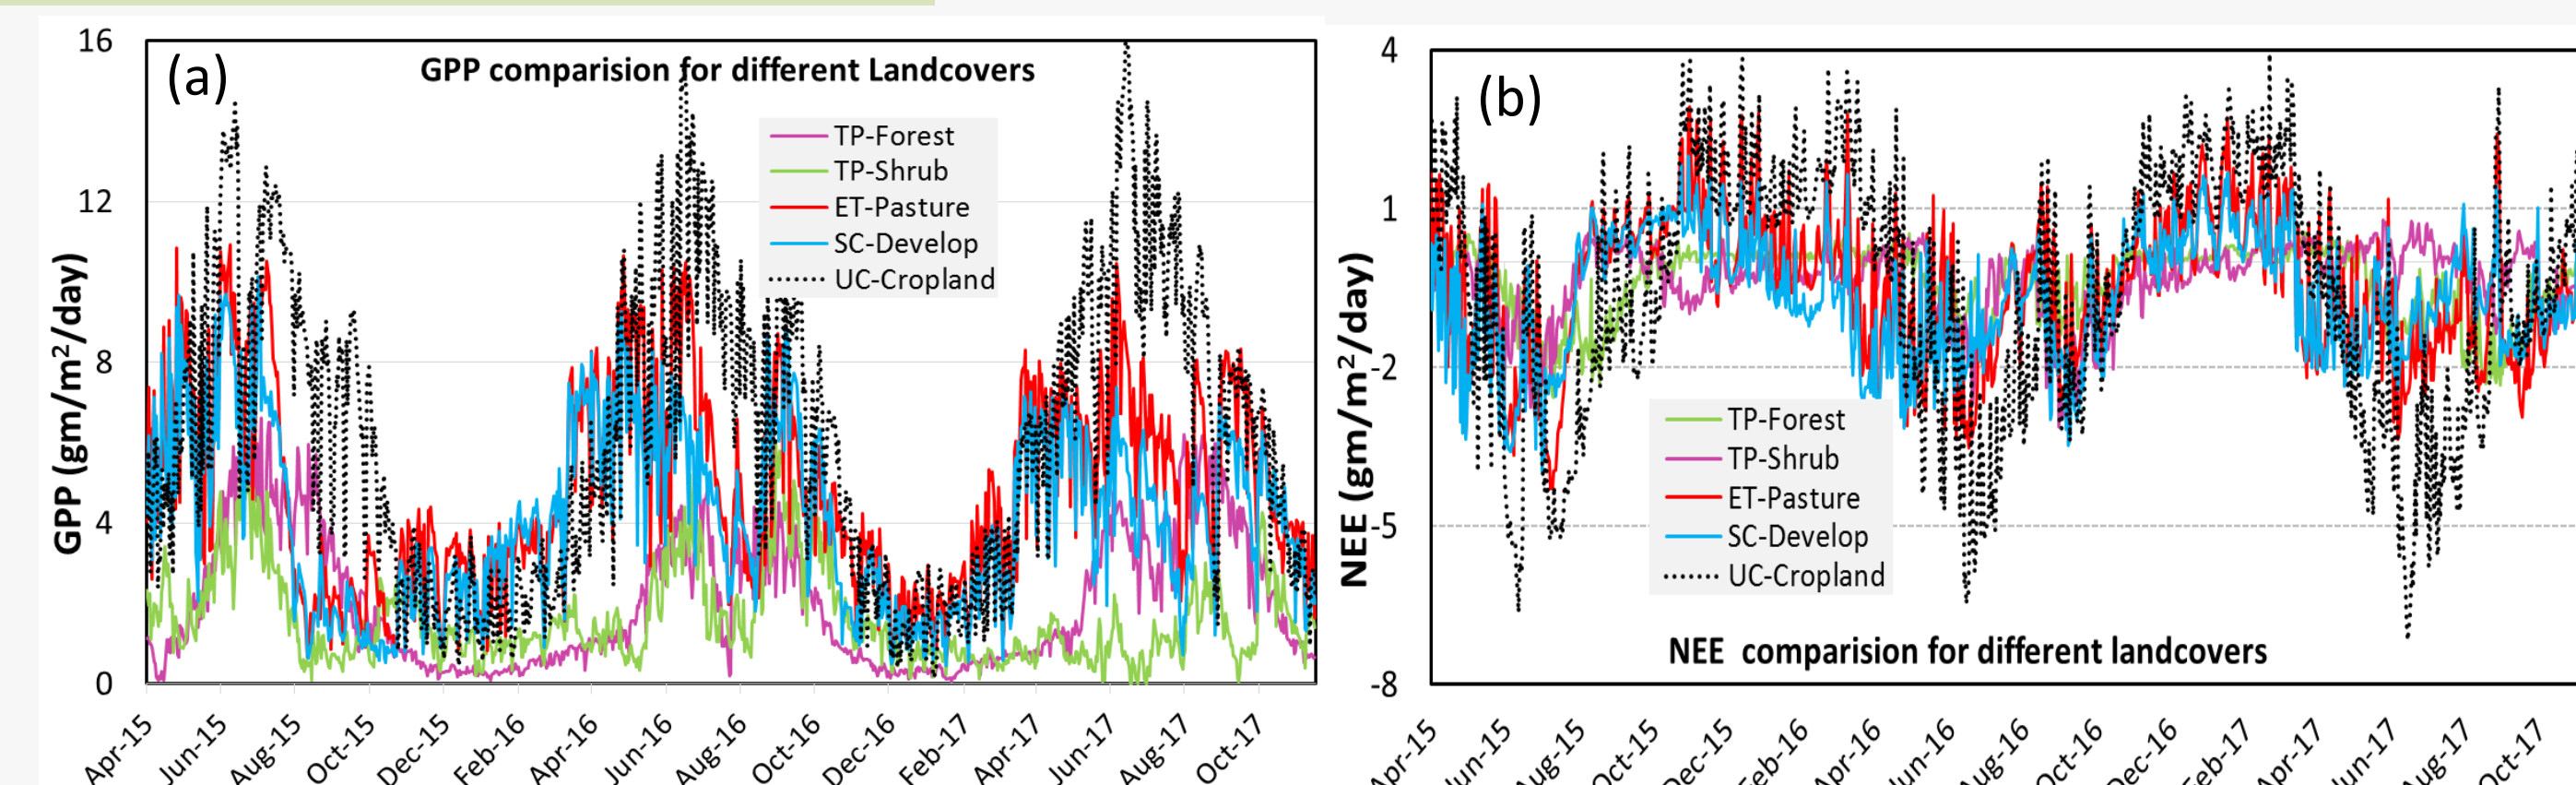 16
(a)
GPP comparision for different Landcovers
TP-Forest
TP-Shrub
ET-Pasture
SC-Develop
UC-Cropland
12
8
4
0
GPP (gm/m²/day)
Apr-15
Jun-15
Aug-15
Oct-15
Dec-15
Feb-16
Apr-16
Jun-16
Aug-16
Oct-16
Dec-16
Feb-17
Apr-17
Jun-17
Aug-17
Oct-17
4
(b)
1
-2
-5
-8
NEE (gm/m²/day)
TP-Forest
TP-Shrub
ET-Pasture
SC-Develop
UC-Cropland
NEE comparision for different landcovers
Apr-15
Jun-15
Aug-15
Oct-15
Dec-15
Feb-16
Apr-16
Jun-16
Aug-16
Oct-16
Dec-16
Feb-17
Apr-17
Jun-17
Aug-17
Oct-17